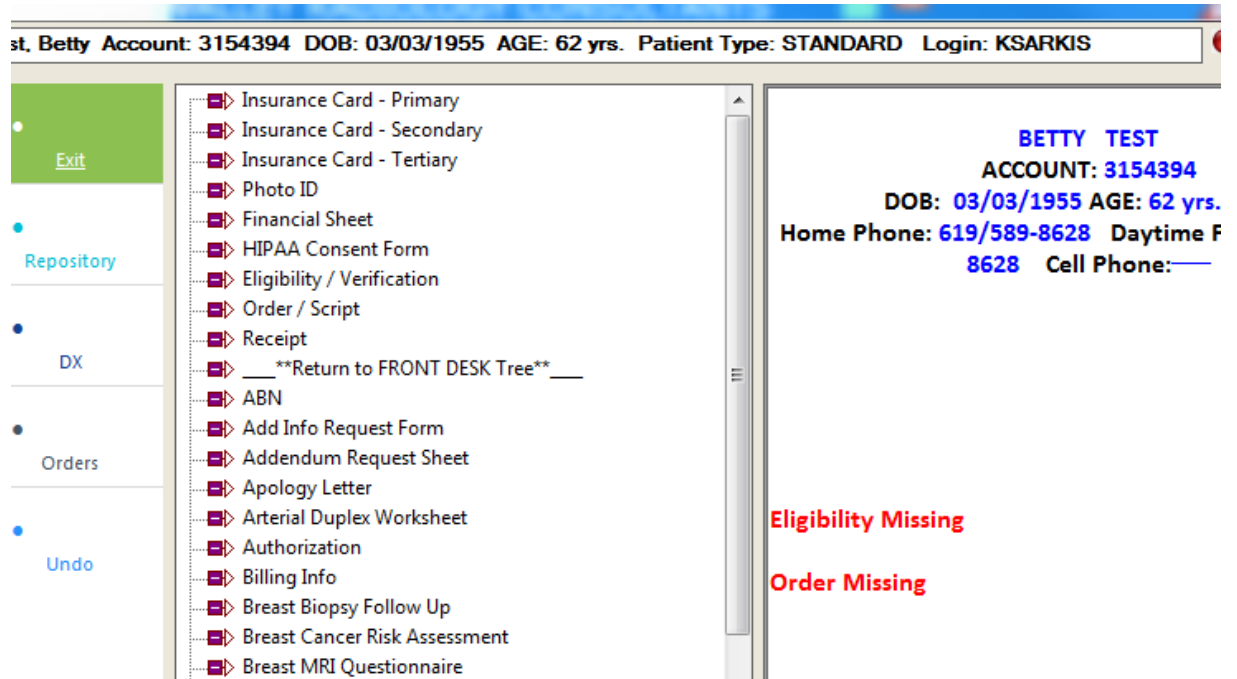 st, Betty Account: 3154394 DOB: 03/03/1955 AGE: 62 yrs. Patient Type: STANDARD Login: KSARKIS
Exit
Repository
DX
Orders
Undo
Insurance Card - Primary
Insurance Card - Secondary
Insurance Card - Tertiary
Photo ID
Financial Sheet
HIPAA Consent Form
Eligibility / Verification
Order / Script
Receipt
___**Return to FRONT DESK Tree**___
ABN
Add Info Request Form
Addendum Request Sheet
Apology Letter
Arterial Duplex Worksheet
Authorization
Billing Info
Breast Biopsy Follow Up
Breast Cancer Risk Assessment
Breast MRI Questionnaire
BETTY TEST
ACCOUNT: 3154394
DOB: 03/03/1955 AGE: 62 yrs.
Home Phone: 619/589-8628 Daytime
8628 Cell Phone:
Eligibility Missing
Order Missing